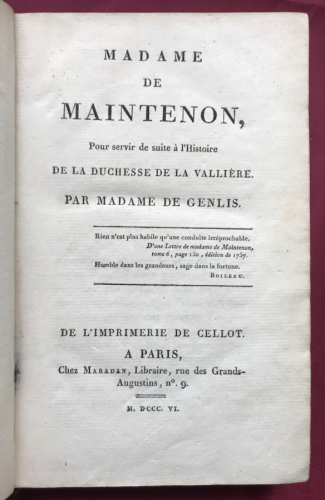 MADAME
DE
MAINTENON,
Pour servir de suite à l'Histoire
DE LA DUCHESSE DE LA VALLIÈRE.
PAR MADAME DE GENLIS.
Rien n'est plus habile qu'une conduite irréprochable.
D'une Lettre de madame de Maintenon,
tome 6, page 150, édition de 1757.
Humble dans les grandeurs, sage dans la fortune.
BOILEAU.
DE L'IMPRIMERIE DE CELLOT.
A PARIS,
Chez MARADAN, Libraire, rue des Grands-
Augustins, nº. 9.
M. DCCC. VI.